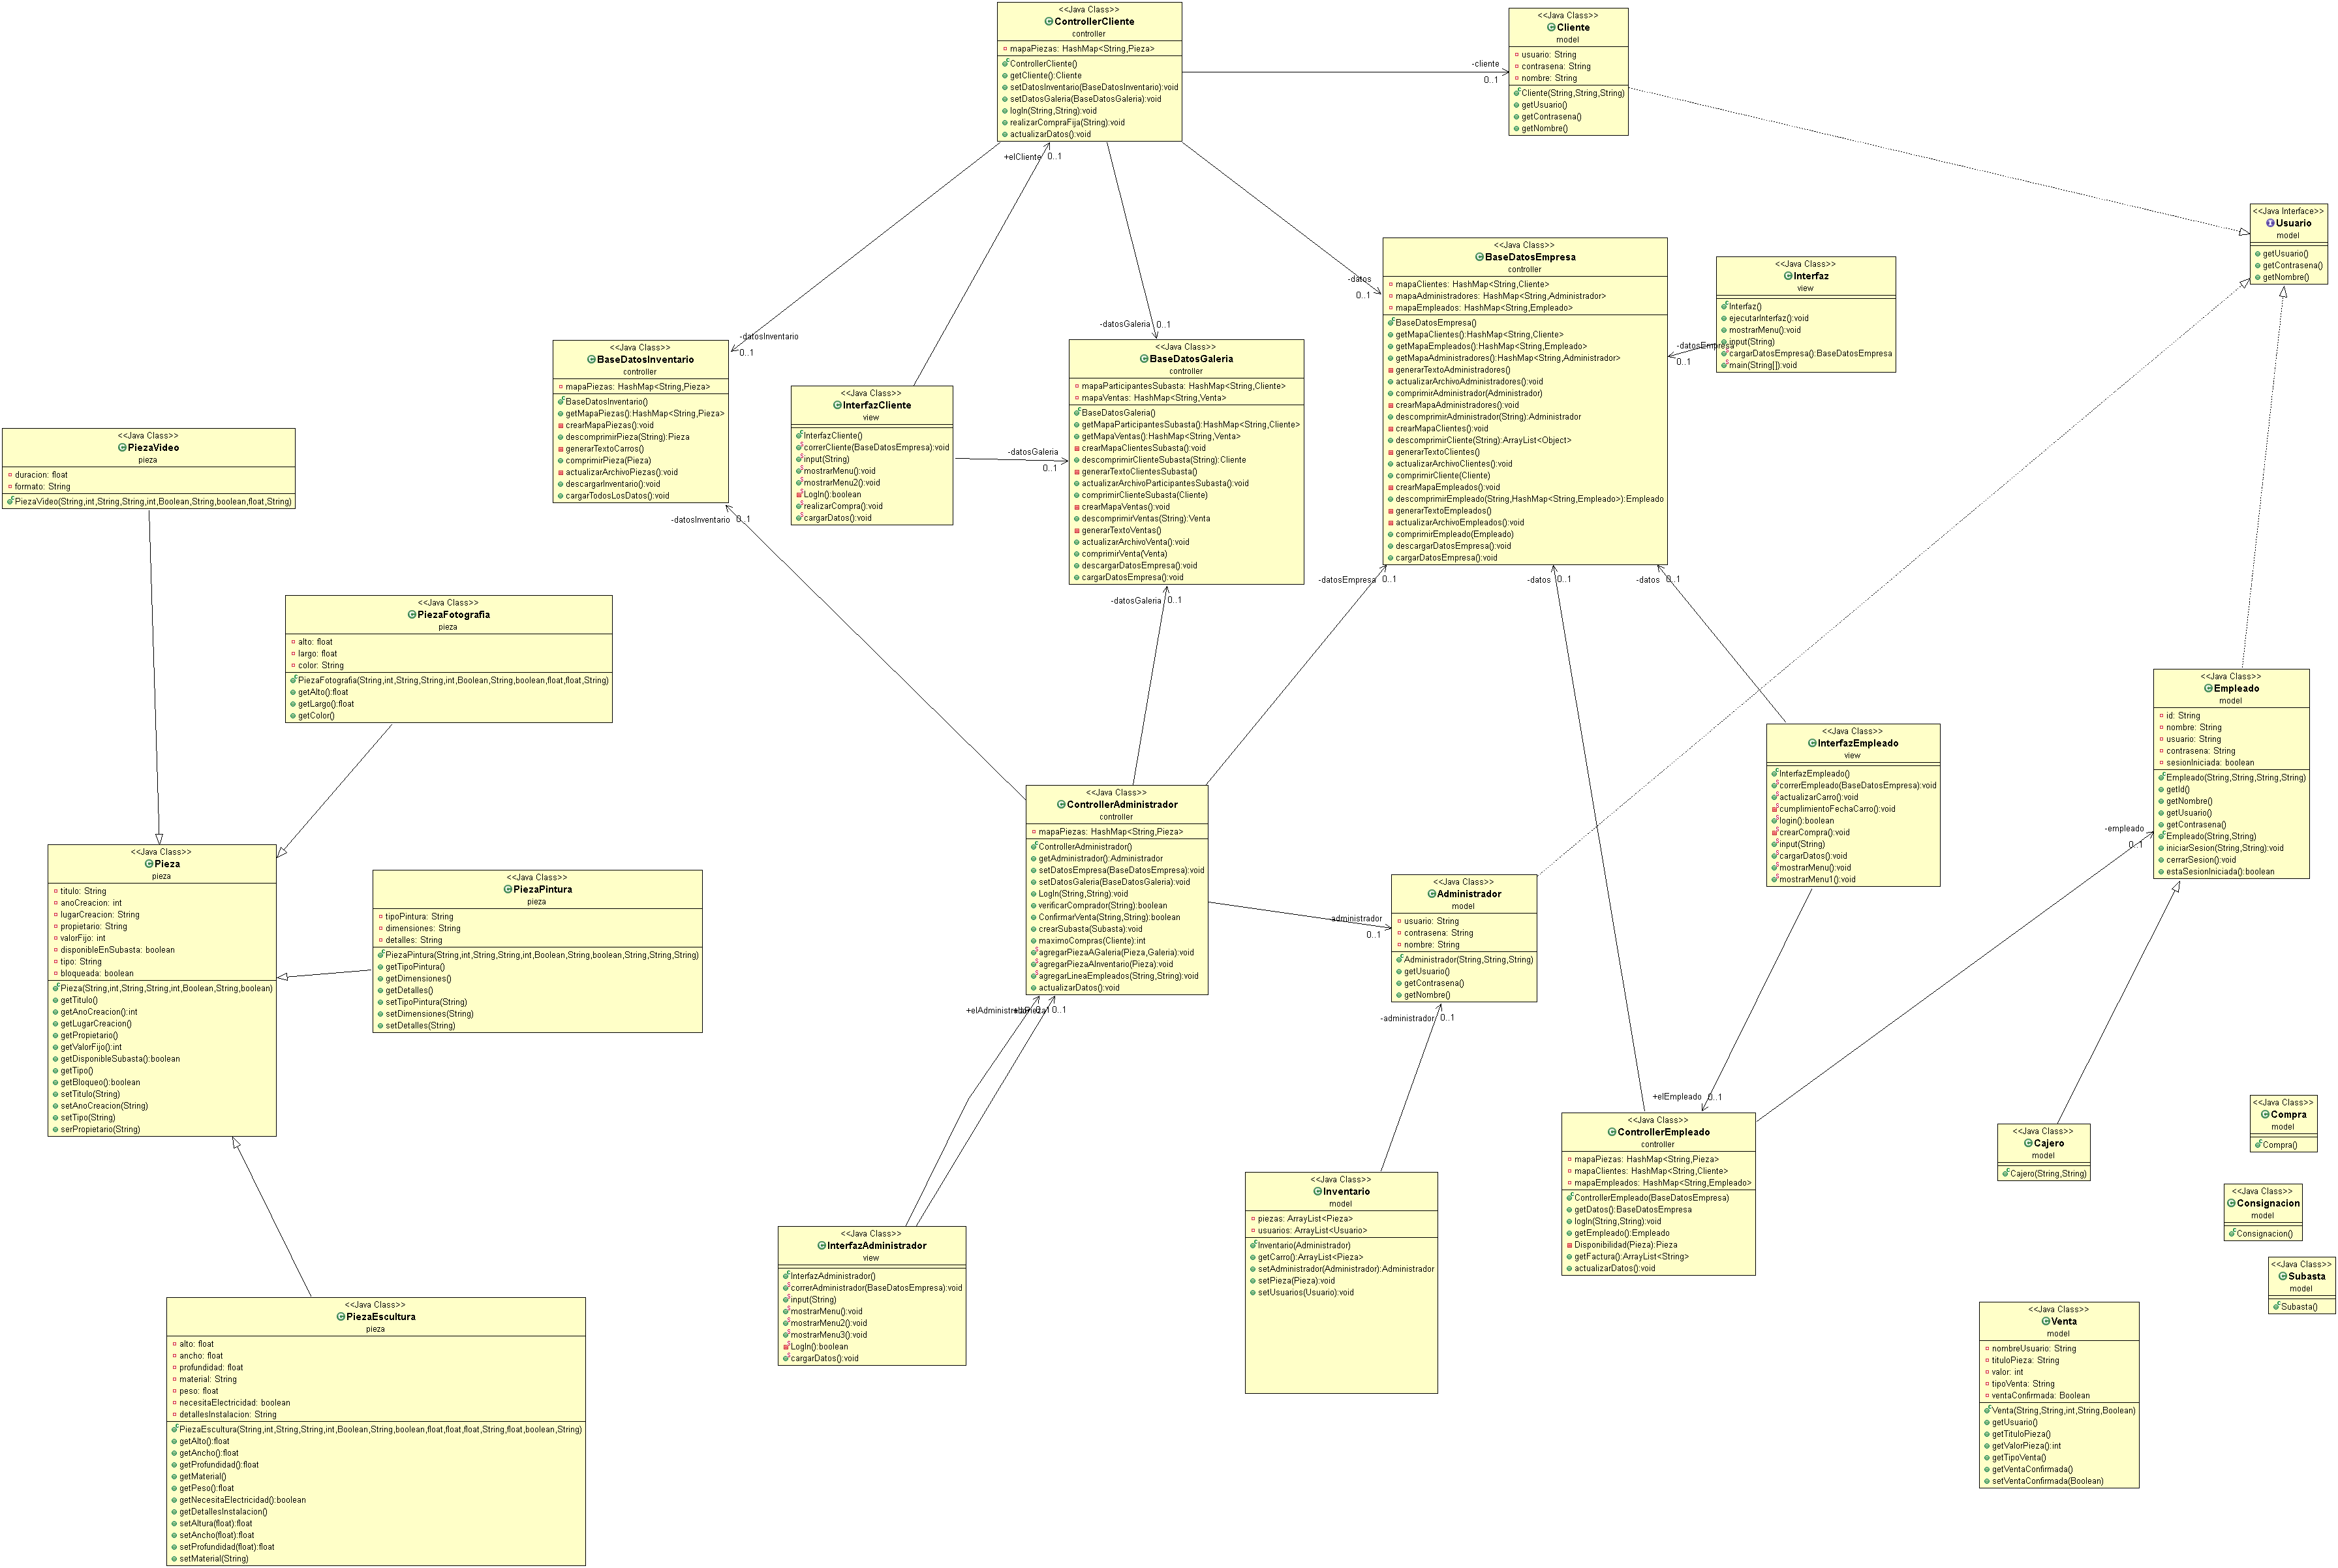 <<Java Class>>
ControllerCliente
controller
mapaPiezas: HashMap<String,Pieza>
ControllerCliente()
getCliente():Cliente
setDatosInventario(BaseDatosInventario):void
setDatosGaleria(BaseDatosGaleria):void
logIn(String,String):void
realizarCompraFija(String):void
actualizarDatos():void
-cliente
0..1
<<Java Class>>
Cliente
model
usuario: String
contrasena: String
nombre: String
Cliente(String,String,String)
getUsuario()
getContrasena()
getNombre()
+elCliente 0..1
<<Java Interface>>
Usuario
model
getUsuario()
getContrasena()
getNombre()
-datos
0..1
<<Java Class>>
BaseDatosEmpresa
controller
mapaClientes: HashMap<String,Cliente>
mapaAdministradores: HashMap<String,Administrador>
mapaEmpleados: HashMap<String,Empleado>
BaseDatosEmpresa()
getMapaClientes():HashMap<String,Cliente>
getMapaEmpleados():HashMap<String,Empleado>
getMapaAdministradores():HashMap<String,Administrador>
generarTextoAdministradores()
actualizarArchivoAdministradores():void
comprimirAdministrador(Administrador)
crearMapaAdministradores():void
descomprimirAdministrador(String):Administrador
crearMapaClientes():void
descomprimirCliente(String):ArrayList<Object>
generarTextoClientes()
actualizarArchivoClientes():void
comprimirCliente(Cliente)
crearMapaEmpleados():void
descomprimirEmpleado(String,HashMap<String,Empleado>):Empleado
generarTextoEmpleados()
actualizarArchivoEmpleados():void
comprimirEmpleado(Empleado)
descargarDatosEmpresa():void
cargarDatosEmpresa():void
<<Java Class>>
Interfaz
view
Interfaz()
ejecutarInterfaz():void
mostrarMenu():void
input(String)
cargarDatosEmpresa():BaseDatosEmpresa
main(String[]):void
-datosEmpresa
0..1
-datosInventario
0..1
<<Java Class>>
BaseDatosInventario
controller
mapaPiezas: HashMap<String,Pieza>
BaseDatosInventario()
getMapaPiezas():HashMap<String,Pieza>
crearMapaPiezas():void
descomprimirPieza(String):Pieza
generarTextoCarros()
comprimirPieza(Pieza)
actualizarArchivoPiezas():void
descargarInventario():void
cargarTodosLosDatos():void
-datosInventario 0..1
<<Java Class>>
InterfazCliente
view
InterfazCliente()
correrCliente(BaseDatosEmpresa):void
input(String)
mostrarMenu():void
mostrarMenu2():void
LogIn():boolean
realizarCompra():void
cargarDatos():void
-datosGaleria
0..1
-datosGaleria 0..1
<<Java Class>>
BaseDatosGaleria
controller
mapaParticipantesSubasta: HashMap<String,Cliente>
mapaVentas: HashMap<String,Venta>
BaseDatosGaleria()
getMapaParticipantesSubasta():HashMap<String,Cliente>
getMapaVentas():HashMap<String,Venta>
crearMapaClientesSubasta():void
descomprimirClienteSubasta(String):Cliente
generarTextoClientesSubasta()
actualizarArchivoParticipantesSubasta():void
comprimirClienteSubasta(Cliente)
crearMapaVentas():void
descomprimirVentas(String):Venta
generarTextoVentas()
actualizarArchivoVenta():void
comprimirVenta(Venta)
descargarDatosEmpresa():void
cargarDatosEmpresa():void
-datosGaleria 0..1
-datosEmpresa 0..1
-datos 0..1
-datos 0..1
<<Java Class>>
PiezaVideo
pieza
duracion: float
formato: String
PiezaVideo(String,int,String,String,int,Boolean,String,boolean,float,String)
<<Java Class>>
PiezaFotografia
pieza
alto: float
largo: float
color: String
PiezaFotografia(String,int,String,String,int,Boolean,String,boolean,float,float,String)
getAlto():float
getLargo():float
getColor()
<<Java Class>>
Pieza
pieza
titulo: String
anoCreacion: int
lugarCreacion: String
propietario: String
valorFijo: int
disponibleEnSubasta: boolean
tipo: String
bloqueada: boolean
Pieza(String,int,String,String,int,Boolean,String,boolean)
getTitulo()
getAnoCreacion():int
getLugarCreacion()
getPropietario()
getValorFijo():int
getDisponibleSubasta():boolean
getTipo()
getBloqueo():boolean
setTitulo(String)
setAnoCreacion(String)
setTipo(String)
serPropietario(String)
<<Java Class>>
PiezaPintura
pieza
tipoPintura: String
dimensiones: String
detalles: String
PiezaPintura(String,int,String,String,int,Boolean,String,boolean,String,String,String)
getTipoPintura()
getDimensiones()
getDetalles()
setTipoPintura(String)
setDimensiones(String)
setDetalles(String)
<<Java Class>>
ControllerAdministrador
controller
mapaPiezas: HashMap<String,Pieza>
ControllerAdministrador()
getAdministrador():Administrador
setDatosEmpresa(BaseDatosEmpresa):void
setDatosGaleria(BaseDatosGaleria):void
LogIn(String,String):void
verificarComprador(String):boolean
ConfirmarVenta(String,String):boolean
crearSubasta(Subasta):void
maximoCompras(Cliente):int
agregarPiezaAGaleria(Pieza,Galeria):void
agregarPiezaAInventario(Pieza):void
agregarLineaEmpleados(String,String):void
actualizarDatos():void
-administrador
0..1
<<Java Class>>
Administrador
model
usuario: String
contrasena: String
nombre: String
Administrador(String,String,String)
getUsuario()
getContrasena()
getNombre()
-administrador 0..1
<<Java Class>>
InterfazEmpleado
view
InterfazEmpleado()
correrEmpleado(BaseDatosEmpresa):void
actualizarCarro():void
cumplimientoFechaCarro():void
login():boolean
crearCompra():void
input(String)
cargarDatos():void
mostrarMenu():void
mostrarMenu1():void
<<Java Class>>
Empleado
model
id: String
nombre: String
usuario: String
contrasena: String
sesionIniciada: boolean
Empleado(String,String,String,String)
getId()
getNombre()
getUsuario()
getContrasena()
Empleado(String,String)
iniciarSesion(String,String):void
cerrarSesion():void
estaSesionIniciada():boolean
-empleado
0..1
+elAdministrador
0..1
+elEmpleado 0..1
<<Java Class>>
ControllerEmpleado
controller
mapaPiezas: HashMap<String,Pieza>
mapaClientes: HashMap<String,Cliente>
mapaEmpleados: HashMap<String,Empleado>
ControllerEmpleado(BaseDatosEmpresa)
getDatos():BaseDatosEmpresa
logIn(String,String):void
getEmpleado():Empleado
Disponibilidad(Pieza):Pieza
getFactura():ArrayList<String>
actualizarDatos():void
<<Java Class>>
Cajero
model
Cajero(String,String)
<<Java Class>>
Compra
model
Compra()
<<Java Class>>
Consignacion
model
Consignacion()
<<Java Class>>
Subasta
model
Subasta()
<<Java Class>>
Venta
model
nombreUsuario: String
tituloPieza: String
valor: int
tipoVenta: String
ventaConfirmada: Boolean
Venta(String,String,int,String,Boolean)
getUsuario()
getTituloPieza()
getValorPieza():int
getTipoVenta()
getVentaConfirmada()
setVentaConfirmada(Boolean)
<<Java Class>>
Inventario
model
piezas: ArrayList<Pieza>
usuarios: ArrayList<Usuario>
Inventario(Administrador)
getCarro():ArrayList<Pieza>
setAdministrador(Administrador):Administrador
setPieza(Pieza):void
setUsuarios(Usuario):void
<<Java Class>>
InterfazAdministrador
view
InterfazAdministrador()
correrAdministrador(BaseDatosEmpresa):void
input(String)
mostrarMenu():void
mostrarMenu2():void
mostrarMenu3():void
LogIn():boolean
cargarDatos():void
<<Java Class>>
PiezaEscultura
pieza
alto: float
ancho: float
profundidad: float
material: String
peso: float
necesitaElectricidad: boolean
detallesInstalacion: String
PiezaEscultura(String,int,String,String,int,Boolean,String,boolean,float,float,float,String,float,boolean,String)
getAlto():float
getAncho():float
getProfundidad():float
getMaterial()
getPeso():float
getNecesitaElectricidad():boolean
getDetallesInstalacion()
setAltura(float):float
setAncho(float):float
setProfundidad(float):float
setMaterial(String)